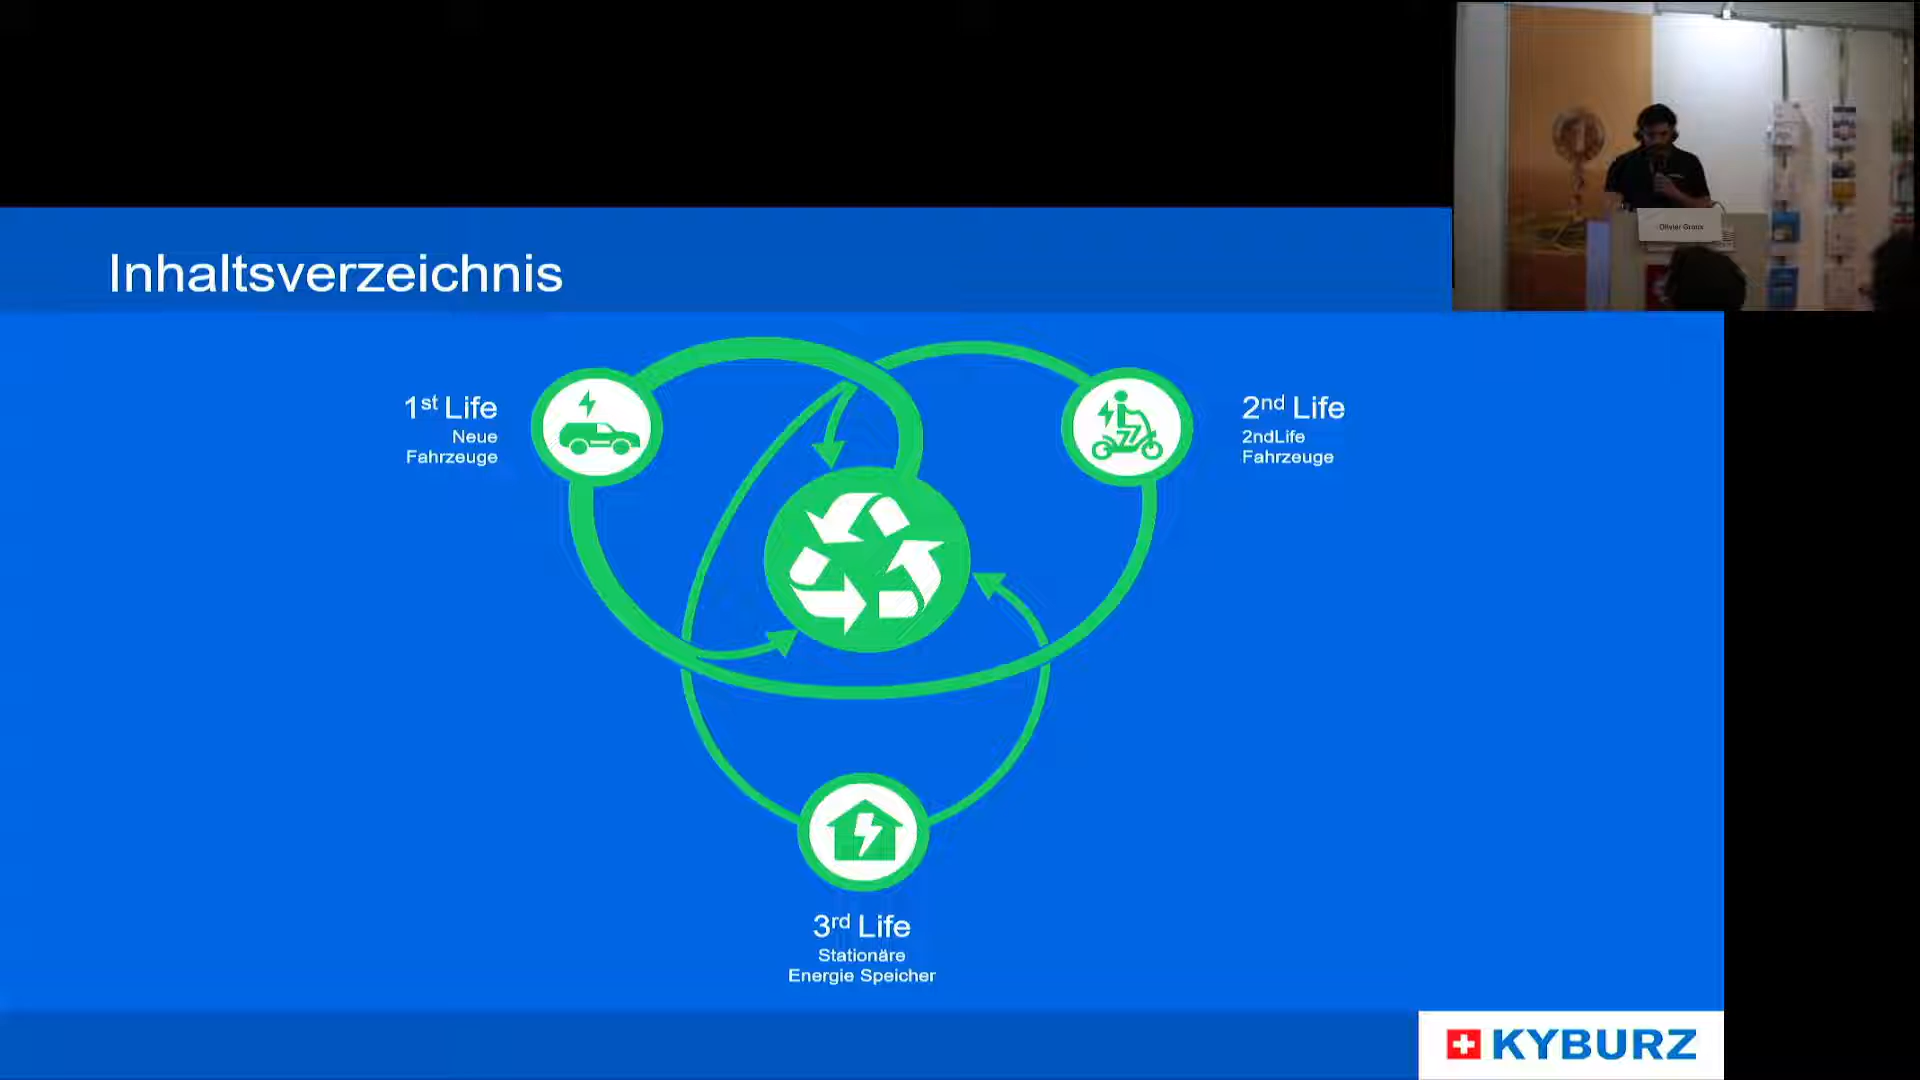 Inhaltsverzeichnis
1st Life
Neue
Fahrzeuge
2nd Life
2ndLife
Fahrzeuge
3rd Life
Stationäre
Energie Speicher
KYBURZ